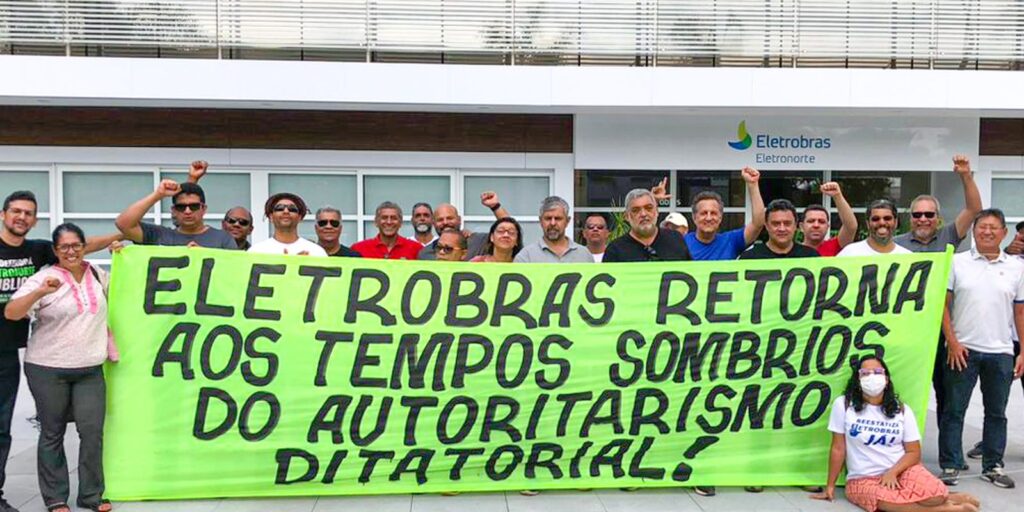 Eletrobras
Eletronorte
ELETROBRAS RETORNA
AOS TEMPOS SOMBRIOS
DO AUTORITARISMO
DITATORIAL!
REESTATIZA
ELETROBRAS
JÁ!